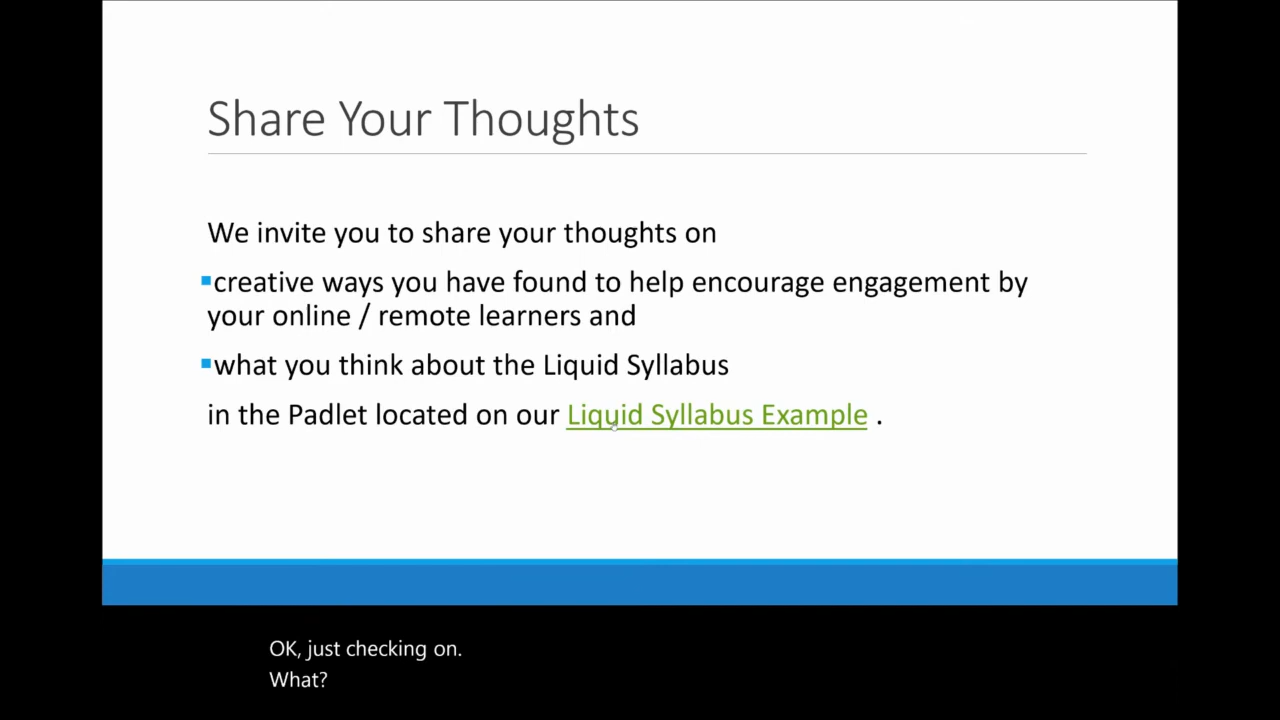 Share Your Thoughts
We invite you to share your thoughts on
▪creative ways you have found to help encourage engagement by
your online / remote learners and
▪what you think about the Liquid Syllabus
in the Padlet located on our Liquid Syllabus Example .
OK, just checking on.
What?